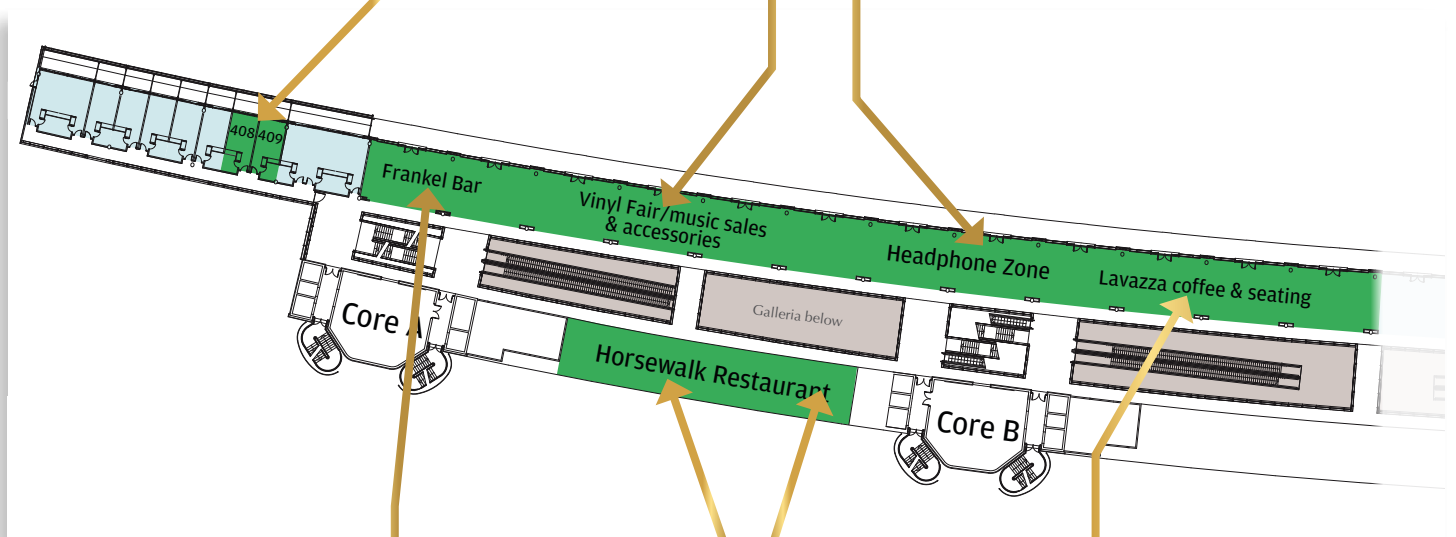 408 409
Frankel Bar
Vinyl Fair/music sales
& accessories
Headphone Zone
Lavazza coffee & seating
Galleria below
Core A
Horsewalk Restaurant
Core B